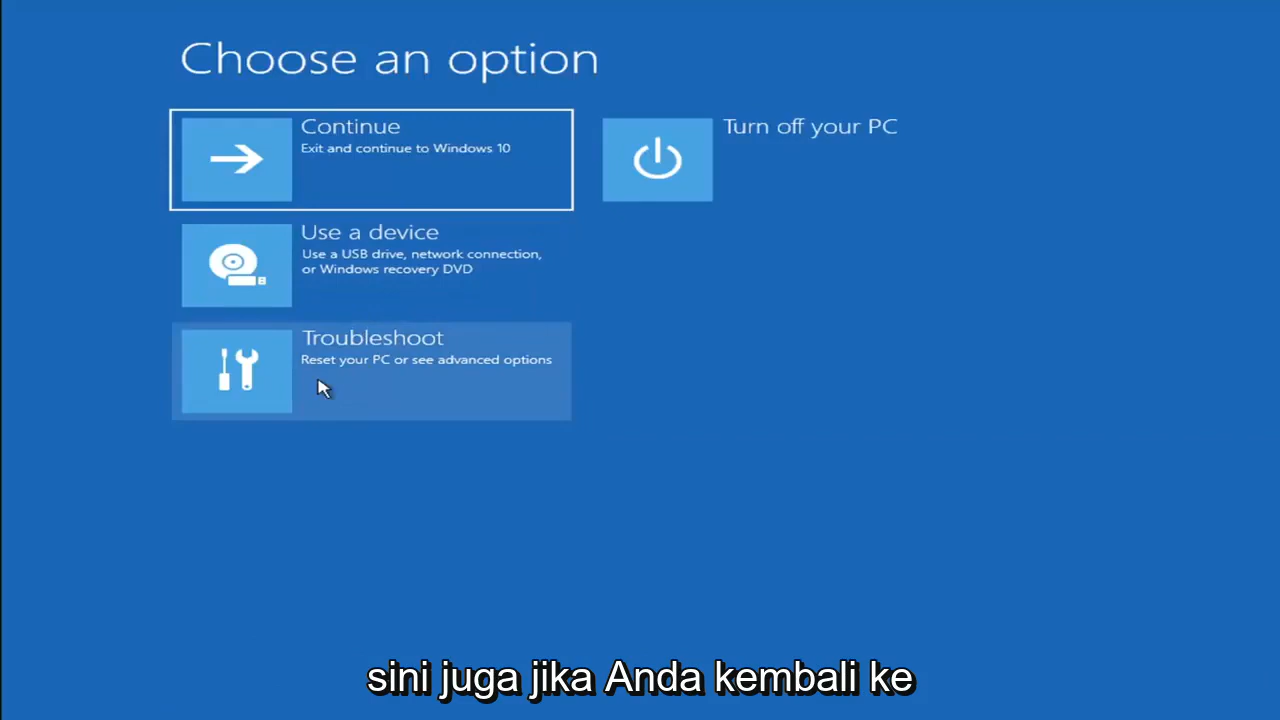 Choose an option
Continue
Exit and continue to Windows 10
Turn off your PC
Use a device
Use a USB drive, network connection,
or Windows recovery DVD
Troubleshoot
Reset your PC or see advanced options
sini juga jika Anda kembali ke